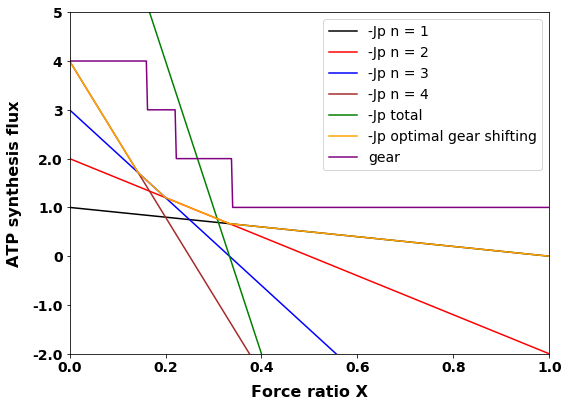 5
4
3
2.0
1.0
0
-1.0
-2.0
ATP synthesis flux
-Jp n = 1
-Jp n = 2
-Jp n = 3
-Jp n = 4
-Jp total
-Jp optimal gear shifting
gear
0.0 0.2 0.4 0.6 0.8 1.0
Force ratio X